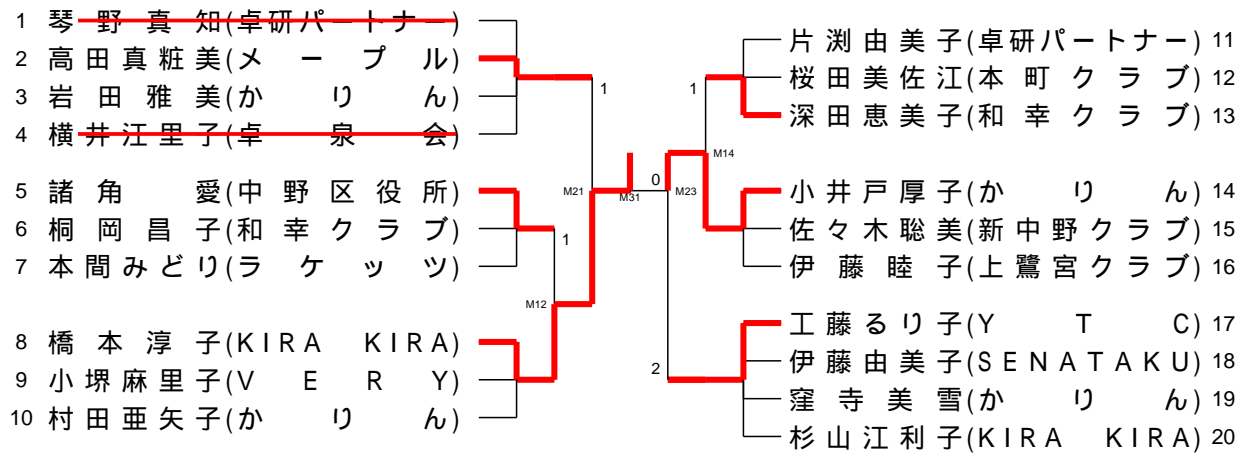 1 琴野真知(卓研パートナー)
2 高田真粧美(メープル)
3 岩田雅美(かりん)
4 横井江里子(卓泉会)
5 諸角愛(中野区役所)
6 桐岡昌子(和幸クラブ)
7 本間みどり(ラケッツ)
8 橋本淳子(KIRA KIRA)
9 小堺麻里子(VERY)
10 村田亜矢子(かりん)
1
M21
1
M12
M31
0
1
M14
M23
2
片渕由美子(卓研パートナー) 11
桜田美佐江(本町クラブ) 12
深田恵美子(和幸クラブ) 13
小井戸厚子(かりん) 14
佐々木聡美(新中野クラブ) 15
伊藤睦子(上鷺宮クラブ) 16
工藤るり子(YTC) 17
伊藤由美子(SENATAKU) 18
窪寺美雪(かりん) 19
杉山江利子(KIRA KIRA) 20